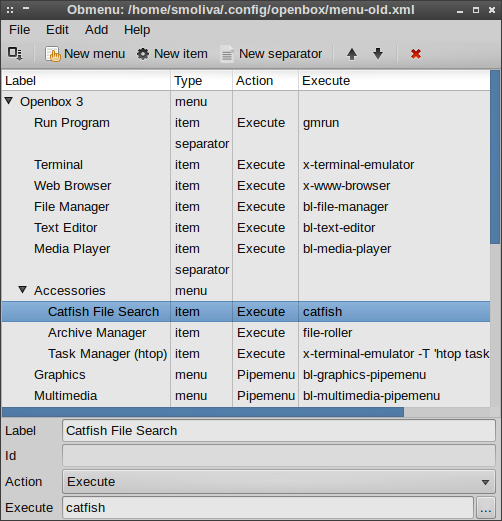 Obmenu: /home/smoliva/.config/openbox/menu-old.xml
File Edit Add Help
New menu New item New separator
Label Type Action Execute
Openbox 3 menu
Run Program item Execute gmrun
separator
Terminal item Execute x-terminal-emulator
Web Browser item Execute x-www-browser
File Manager item Execute bl-file-manager
Text Editor item Execute bl-text-editor
Media Player item Execute bl-media-player
separator
Accessories menu
Catfish File Search item Execute catfish
Archive Manager item Execute file-roller
Task Manager (htop) item Execute x-terminal-emulator -T 'htop task
Graphics menu Pipemenu bl-graphics-pipemenu
Multimedia menu Pipemenu bl-multimedia-pipemenu
Label Catfish File Search
Id
Action Execute
Execute catfish ...